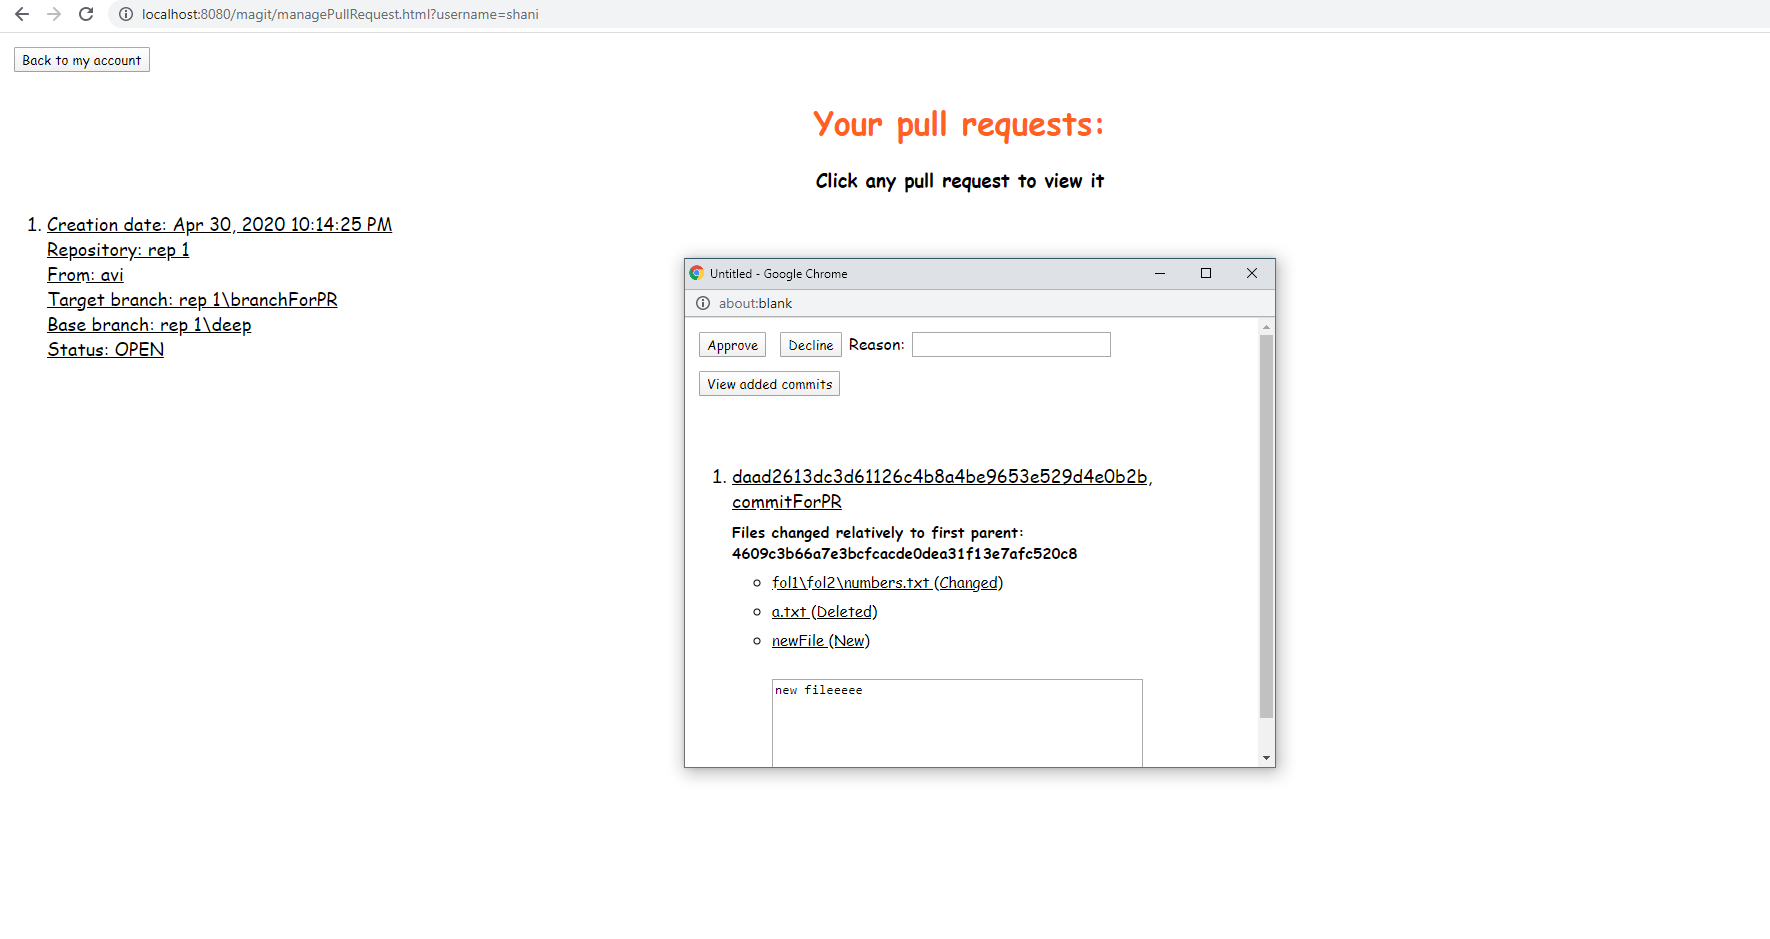 localhost:8080/magit/managePullRequest.html?username=shani
Back to my account
Your pull requests:
Click any pull request to view it
1. Creation date: Apr 30, 2020 10:14:25 PM
Repository: rep 1
From: avi
Target branch: rep 1\branchForPR
Base branch: rep 1\deep
Status: OPEN
Untitled - Google Chrome
about:blank
Approve Decline Reason:
View added commits
1. daad2613dc3d61126c4b8a4be9653e529d4e0b2b,
commitForPR
Files changed relatively to first parent:
4609c3b66a7e3bcfcacde0dea31f13e7afc520c8
fol1\fol2\numbers.txt (Changed)
a.txt (Deleted)
newFile (New)
new fileeeee